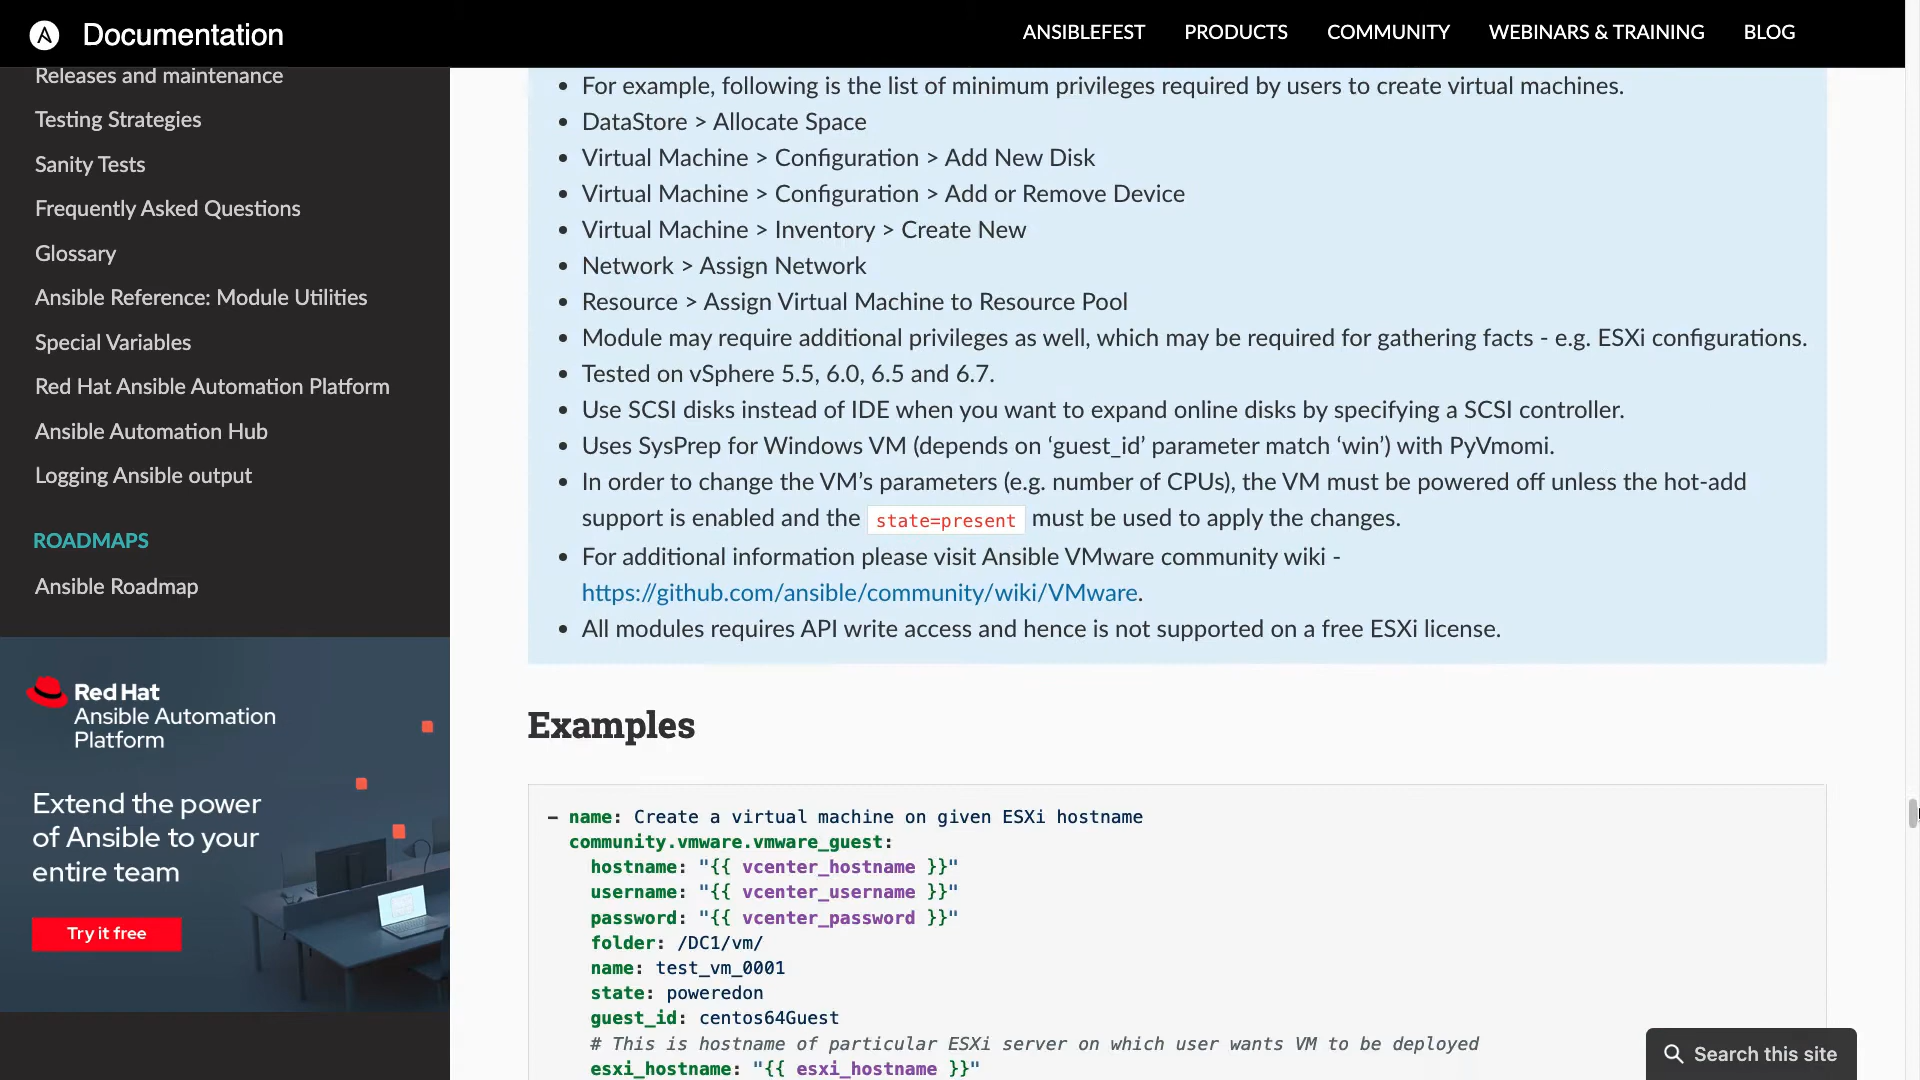 Documentation
ANSIBLEFEST PRODUCTS COMMUNITY WEBINARS & TRAINING BLOG
Releases and maintenance
Testing Strategies
Sanity Tests
Frequently Asked Questions
Glossary
Ansible Reference: Module Utilities
Special Variables
Red Hat Ansible Automation Platform
Ansible Automation Hub
Logging Ansible output
ROADMAPS
Ansible Roadmap
Red Hat
Ansible Automation
Platform
Extend the power
of Ansible to your
entire team
Try it free
• For example, following is the list of minimum privileges required by users to create virtual machines.
• DataStore > Allocate Space
• Virtual Machine > Configuration > Add New Disk
• Virtual Machine > Configuration > Add or Remove Device
• Virtual Machine > Inventory > Create New
• Network > Assign Network
• Resource > Assign Virtual Machine to Resource Pool
• Module may require additional privileges as well, which may be required for gathering facts - e.g. ESXi configurations.
• Tested on vSphere 5.5, 6.0, 6.5 and 6.7.
• Use SCSI disks instead of IDE when you want to expand online disks by specifying a SCSI controller.
• Uses SysPrep for Windows VM (depends on ‘guest_id’ parameter match ‘win’) with PyVmomi.
• In order to change the VM’s parameters (e.g. number of CPUs), the VM must be powered off unless the hot-add
support is enabled and the state=present must be used to apply the changes.
• For additional information please visit Ansible VMware community wiki -
https://github.com/ansible/community/wiki/VMware.
• All modules requires API write access and hence is not supported on a free ESXi license.
Examples
- name: Create a virtual machine on given ESXi hostname
community.vmware.vmware_guest:
hostname: "{{ vcenter_hostname }}"
username: "{{ vcenter_username }}"
password: "{{ vcenter_password }}"
folder: /DC1/vm/
name: test_vm_0001
state: poweredon
guest_id: centos64Guest
# This is hostname of particular ESXi server on which user wants VM to be deployed
esxi_hostname: "{{ esxi_hostname }}"
Search this site